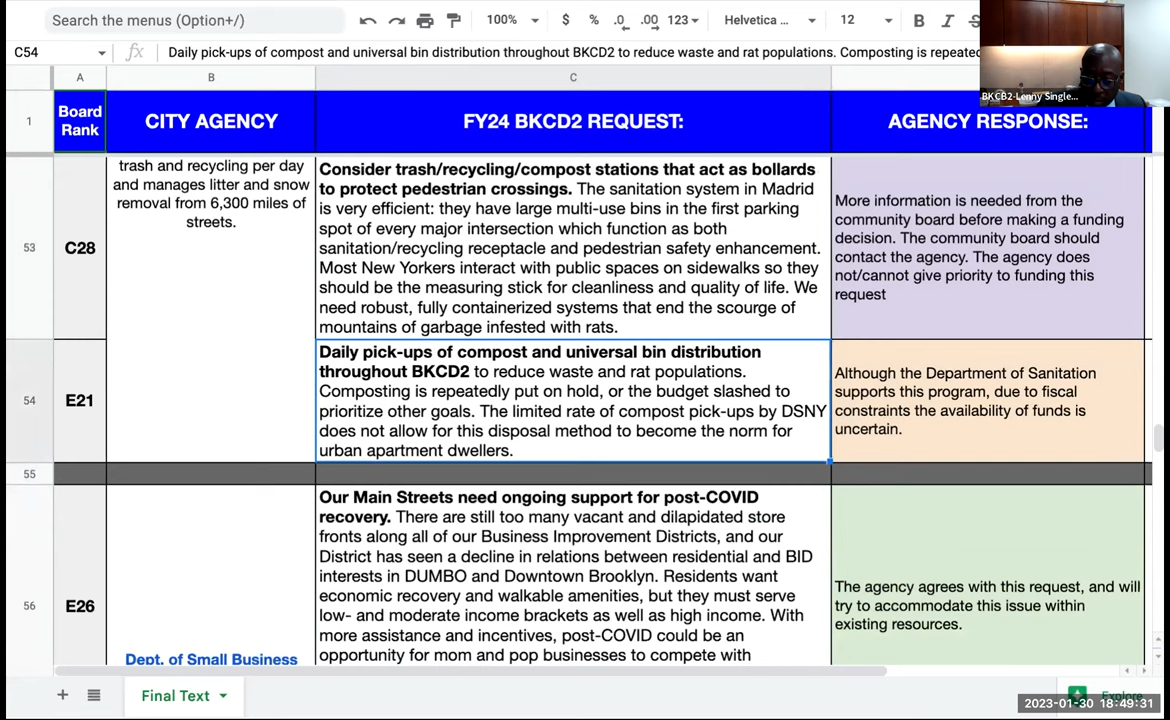 Search the menus (Option+/)
100%
$ % .0 .00 123
Helvetica ...
12
B I S
C54
fx
Daily pick-ups of compost and universal bin distribution throughout BKCD2 to reduce waste and rat populations. Composting is repeated
BKCB2-Lenny Single...
A B C
1
Board
Rank
CITY AGENCY
FY24 BKCD2 REQUEST:
AGENCY RESPONSE:
trash and recycling per day
and manages litter and snow
removal from 6,300 miles of
streets.
53
C28
Consider trash/recycling/compost stations that act as bollards
to protect pedestrian crossings. The sanitation system in Madrid
is very efficient: they have large multi-use bins in the first parking
spot of every major intersection which function as both
sanitation/recycling receptacle and pedestrian safety enhancement.
Most New Yorkers interact with public spaces on sidewalks so they
should be the measuring stick for cleanliness and quality of life. We
need robust, fully containerized systems that end the scourge of
mountains of garbage infested with rats.
More information is needed from the
community board before making a funding
decision. The community board should
contact the agency. The agency does
not/cannot give priority to funding this
request
54
E21
Daily pick-ups of compost and universal bin distribution
throughout BKCD2 to reduce waste and rat populations.
Composting is repeatedly put on hold, or the budget slashed to
prioritize other goals. The limited rate of compost pick-ups by DSNY
does not allow for this disposal method to become the norm for
urban apartment dwellers.
Although the Department of Sanitation
supports this program, due to fiscal
constraints the availability of funds is
uncertain.
55
56
E26
Dept. of Small Business
Our Main Streets need ongoing support for post-COVID
recovery. There are still too many vacant and dilapidated store
fronts along all of our Business Improvement Districts, and our
District has seen a decline in relations between residential and BID
interests in DUMBO and Downtown Brooklyn. Residents want
economic recovery and walkable amenities, but they must serve
low- and moderate income brackets as well as high income. With
more assistance and incentives, post-COVID could be an
opportunity for mom and pop businesses to compete with
The agency agrees with this request, and will
try to accommodate this issue within
existing resources.
Final Text
Explore
2023-01-30 18:49:31